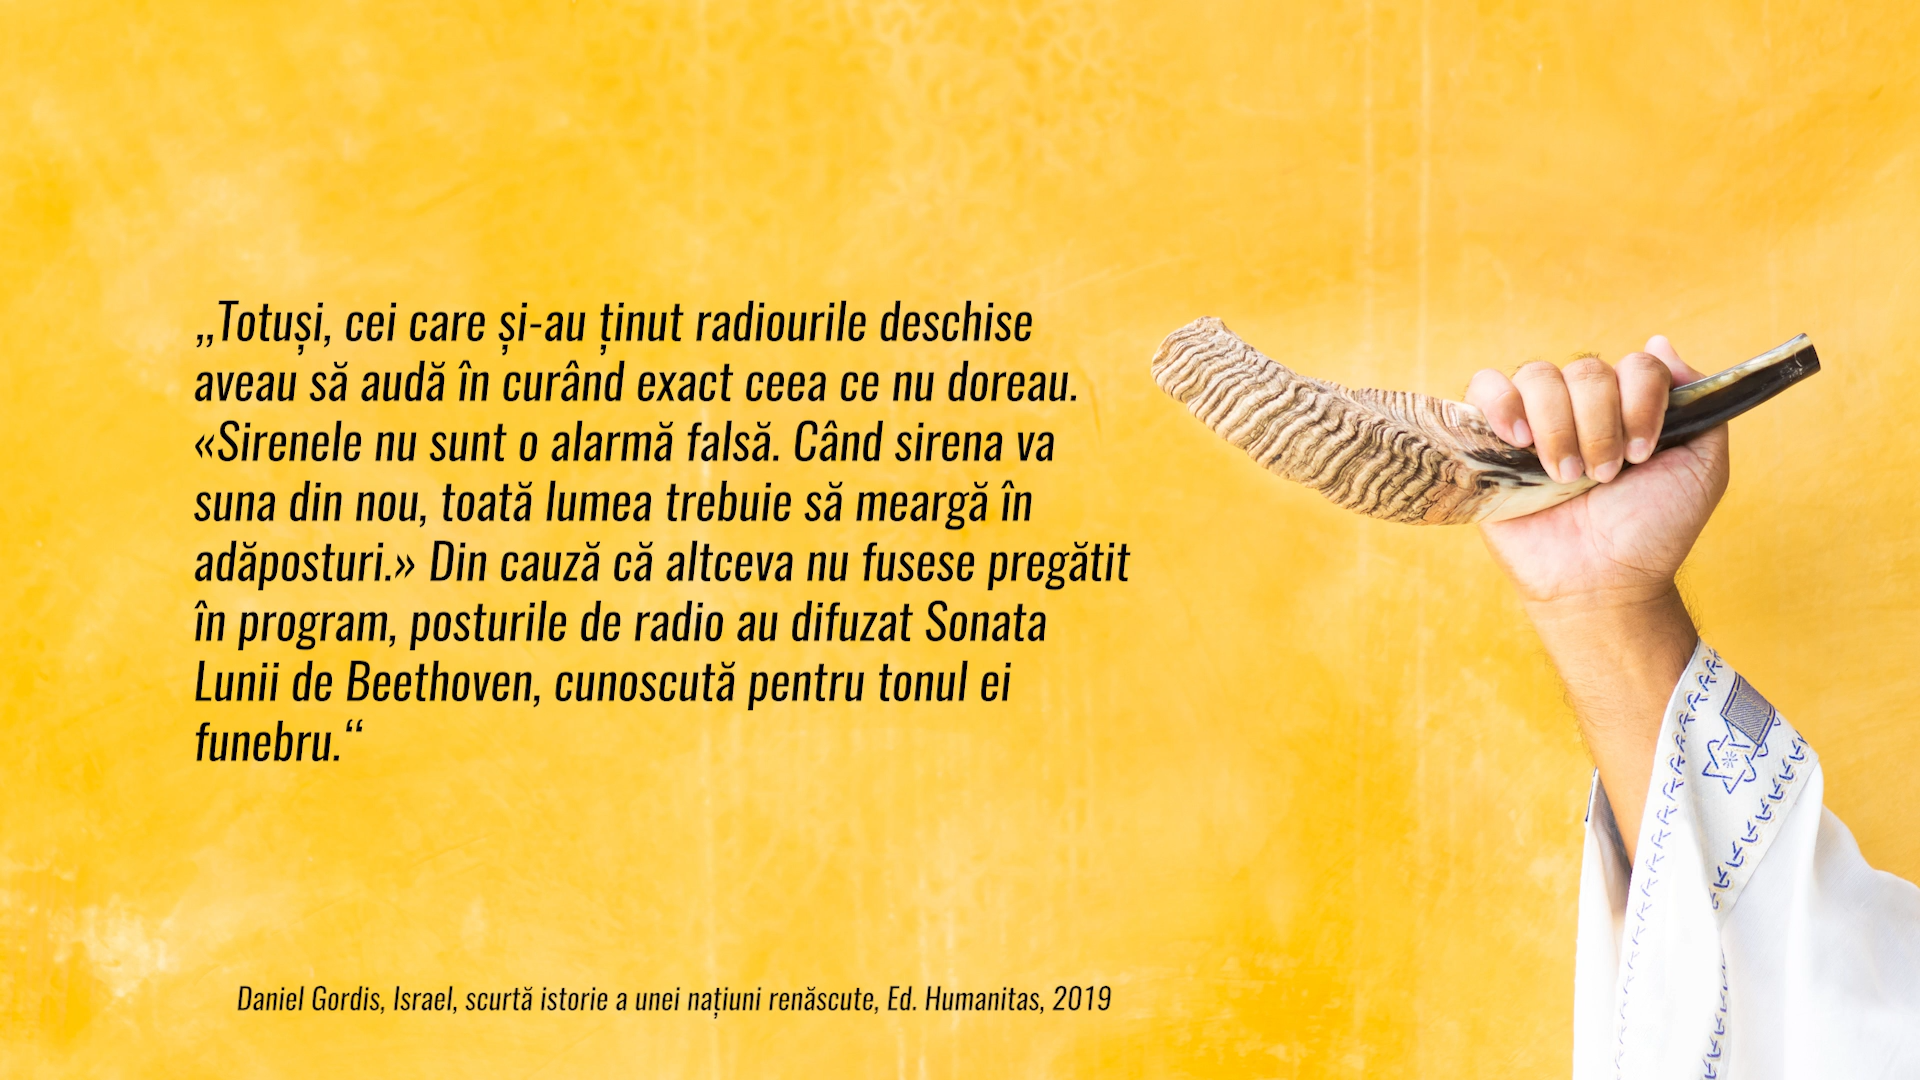 „Totuși, cei care și-au ținut radiourile deschise
aveau să audă în curând exact ceea ce nu doreau.
«Sirenele nu sunt o alarmă falsă. Când sirena va
suna din nou, toată lumea trebuie să meargă în
adăposturi.» Din cauză că altceva nu fusese pregătit
în program, posturile de radio au difuzat Sonata
Lunii de Beethoven, cunoscută pentru tonul ei
funebru.“
Daniel Gordis, Israel, scurtă istorie a unei națiuni renăscute, Ed. Humanitas, 2019